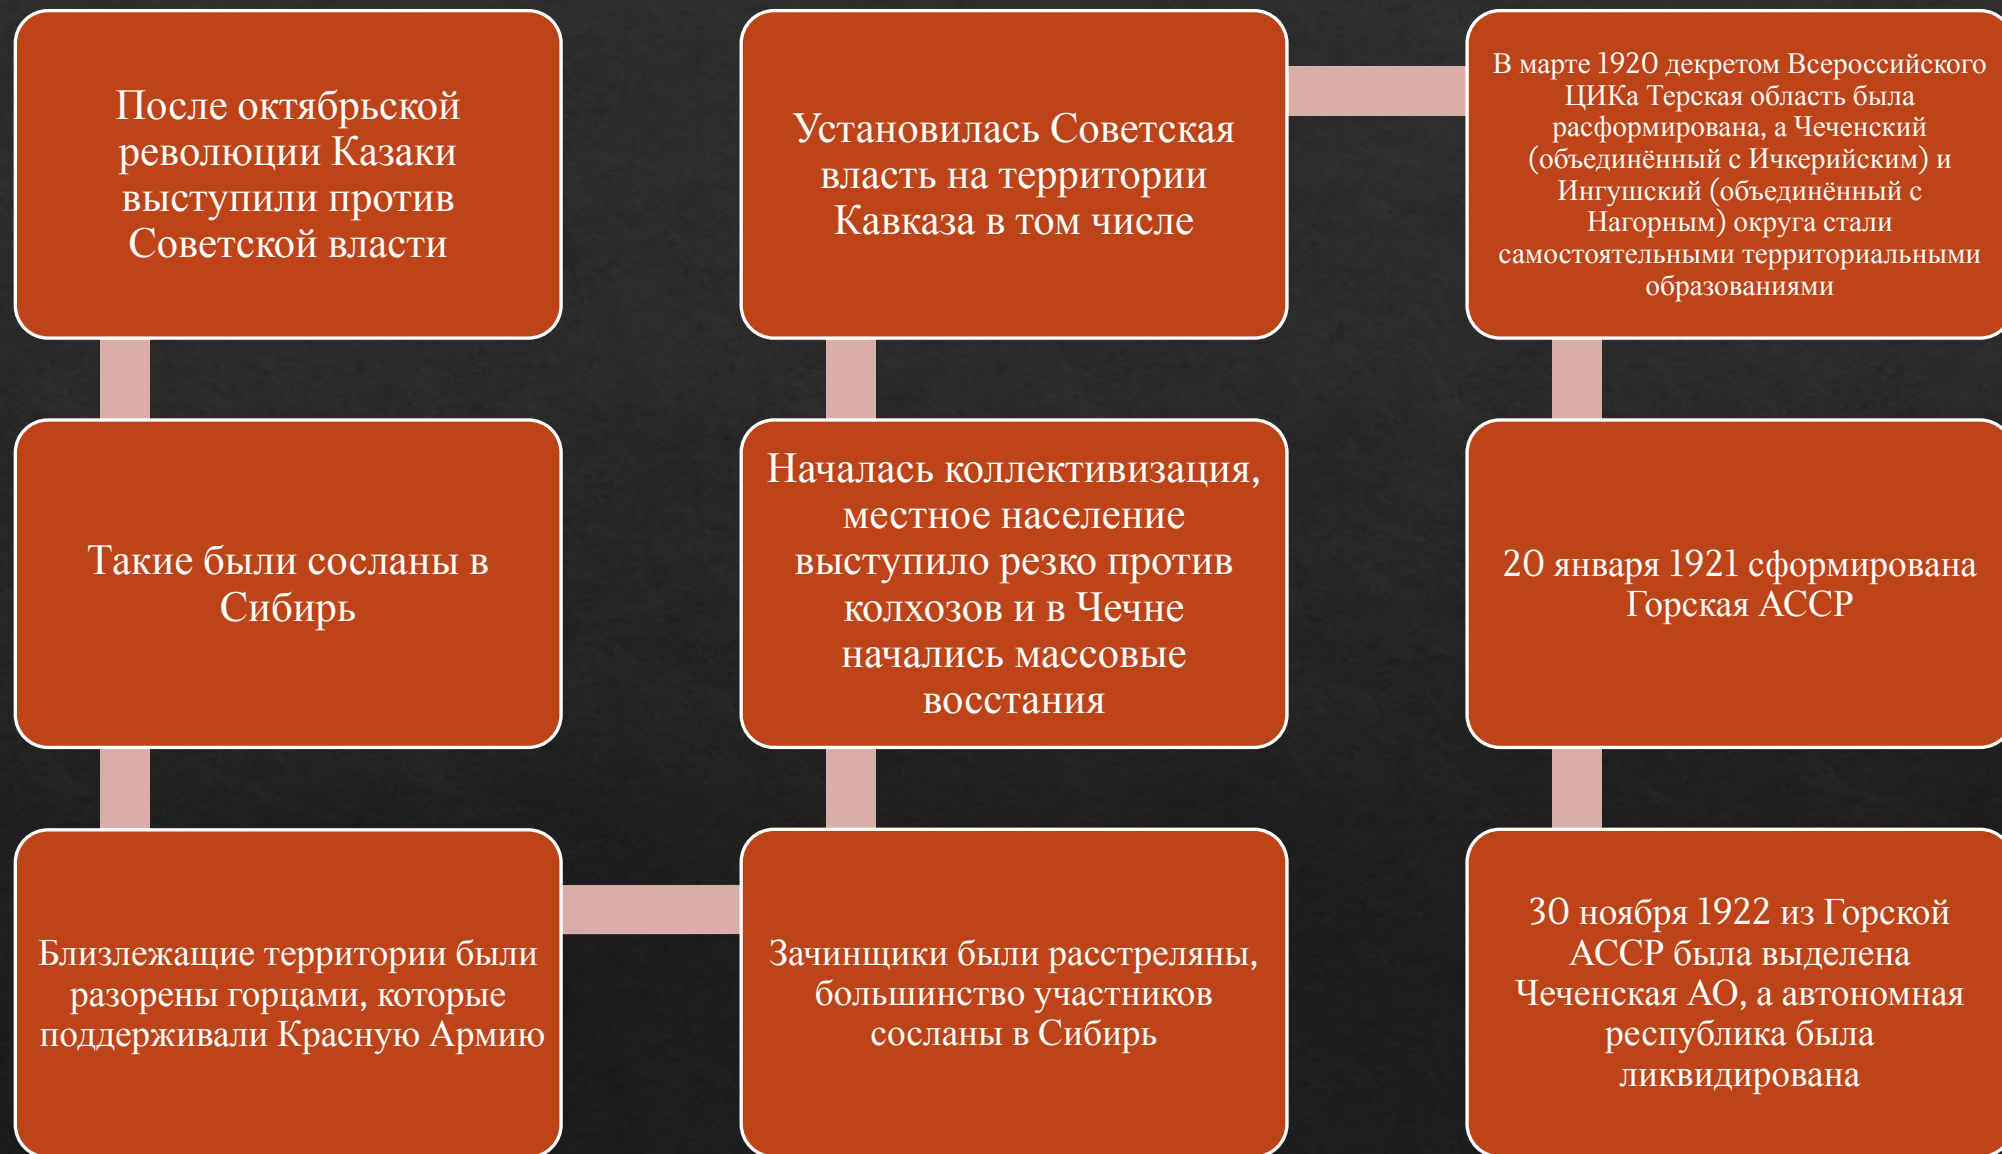 После октябрьской
революции Казаки
выступили против
Советской власти
Такие были сосланы в
Сибирь
Близлежащие территории были
разорены горцами, которые
поддерживали Красную Армию
Зачинщики были расстреляны,
большинство участников
сосланы в Сибирь
Началась коллективизация,
местное население
выступило резко против
колхозов и в Чечне
начались массовые
восстания
Установилась Советская
власть на территории
Кавказа в том числе
В марте 1920 декретом Всероссийского
ЦИКа Терская область была
расформирована, а Чеченский
(объединённый с Ичкерийским) и
Ингушский (объединённый с
Нагорным) округа стали
самостоятельными территориальными
образованиями
20 января 1921 сформирована
Горская АССР
30 ноября 1922 из Горской
АССР была выделена
Чеченская АО, а автономная
республика была
ликвидирована